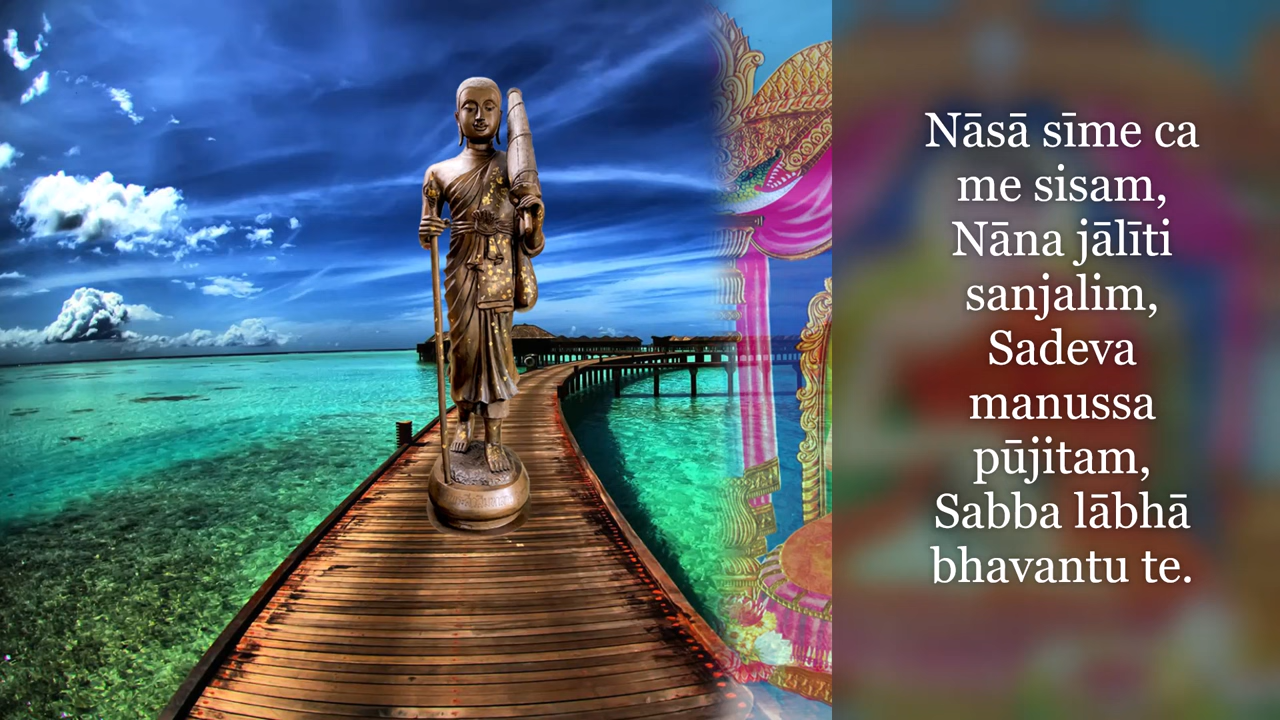 Nāsā sīme ca
me sisam,
Nāna jālīti
sanjalim,
Sadeva
manussa
pūjitam,
Sabba lābhā
bhavantu te.